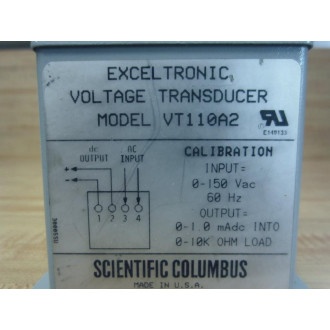 EXCELTRONIC
VOLTAGE TRANSDUCER
MODEL VT110A2
dc
OUTPUT
AC
INPUT
1 2 3 4
CALIBRATION
INPUT=
0-150 Vac
60 Hz
OUTPUT=
0-1.0 mAdc INTO
0-10K OHM LOAD
SCIENTIFIC COLUMBUS
MADE IN U.S.A.